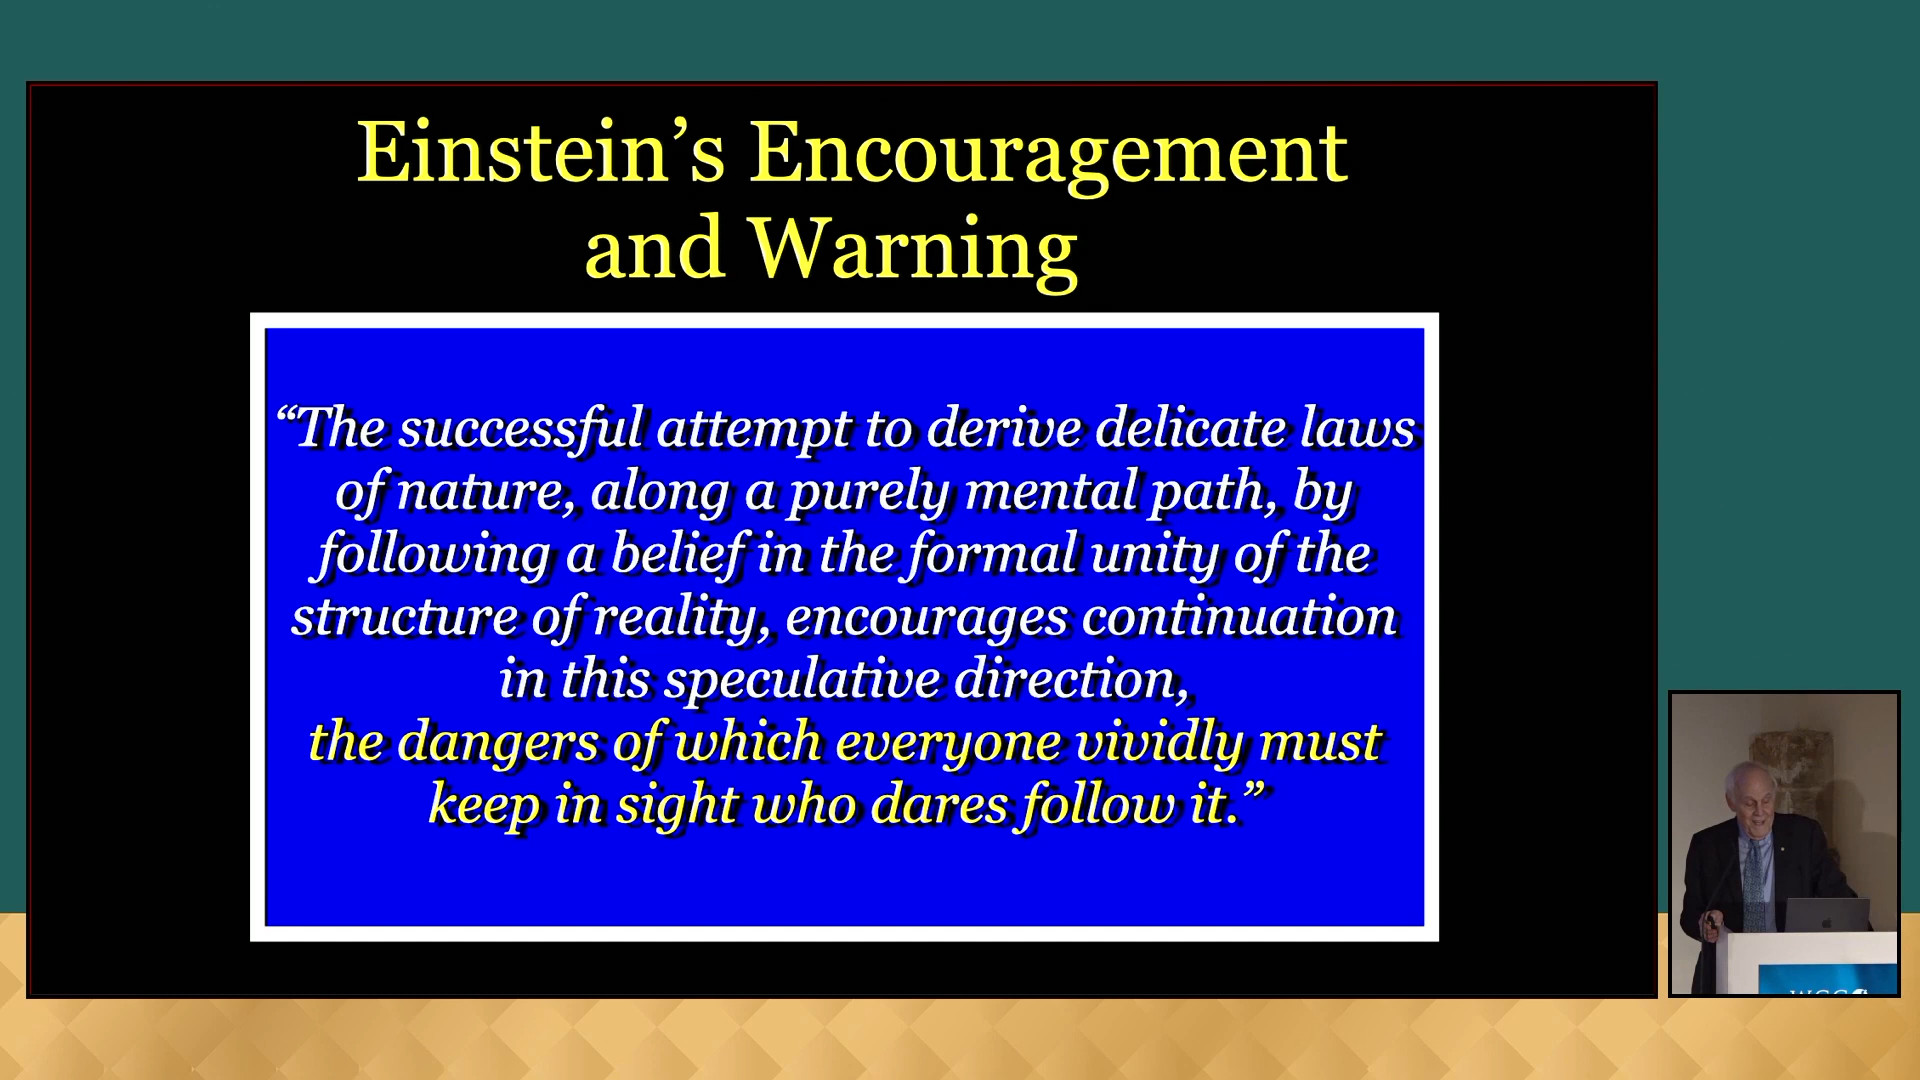 Einstein’s Encouragement
and Warning
“The successful attempt to derive delicate laws
of nature, along a purely mental path, by
following a belief in the formal unity of the
structure of reality, encourages continuation
in this speculative direction,
the dangers of which everyone vividly must
keep in sight who dares follow it.”